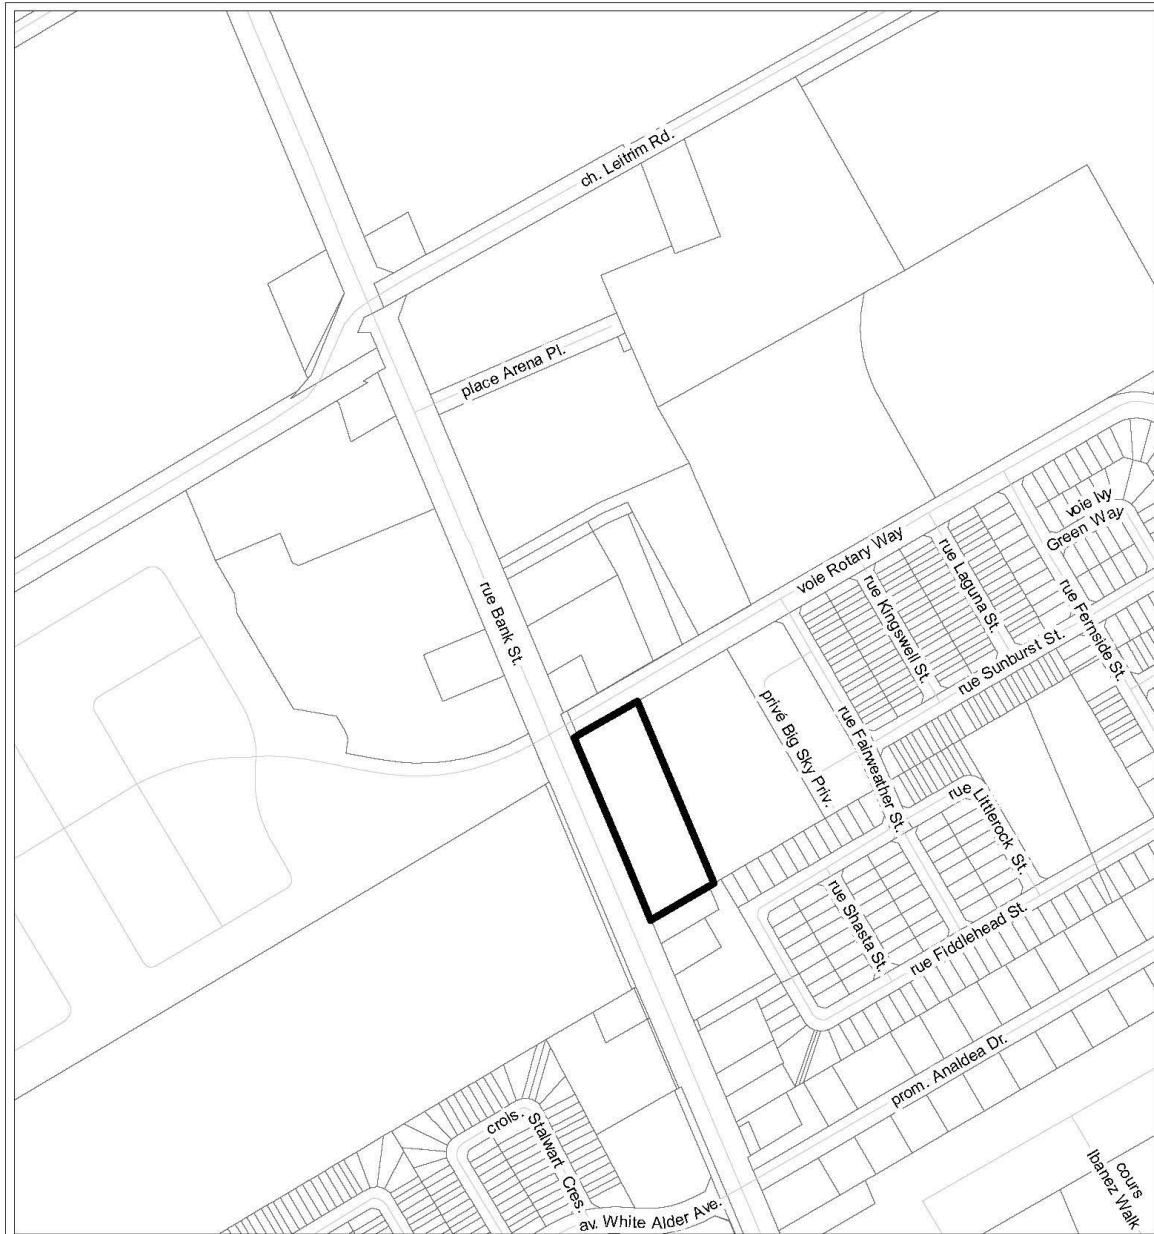 ch. Leitrim Rd.
place Arena Pl.
voie Ivy
Green Way
voie Rotary Way
rue Laguna St.
rue Kingswell St.
rue Fernside St.
rue Bank St.
rue Sunburst St.
privé Big Sky Priv.
rue Fairweather St.
rue Littlerock St.
rue Shasta St.
rue Fiddlehead St.
prom. Analdea Dr.
crois. Stalwart Cres.
av. White Alder Ave.
cours
Ibanez Walk